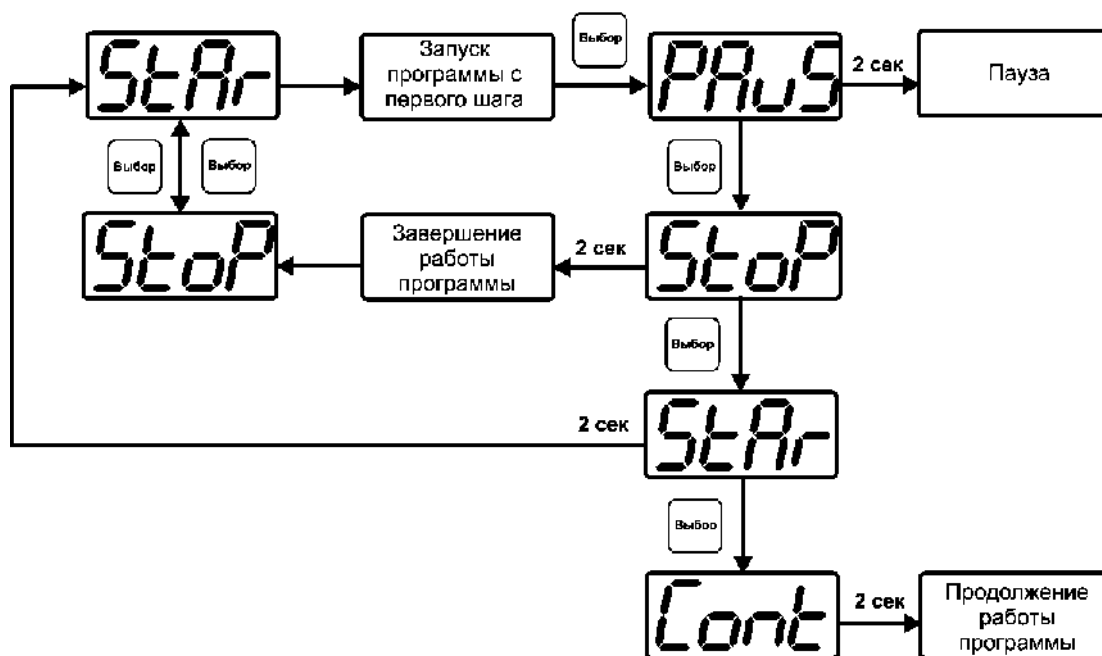 StAr
Запуск
программы с
первого шага
Выбор
PAuS
2 сек
Пауза
Выбор
Выбор
Выбор
StoP
Завершение
работы
программы
2 сек
StoP
Выбор
2 сек
StAr
Выбор
Cont
2 сек
Продолжение
работы
программы